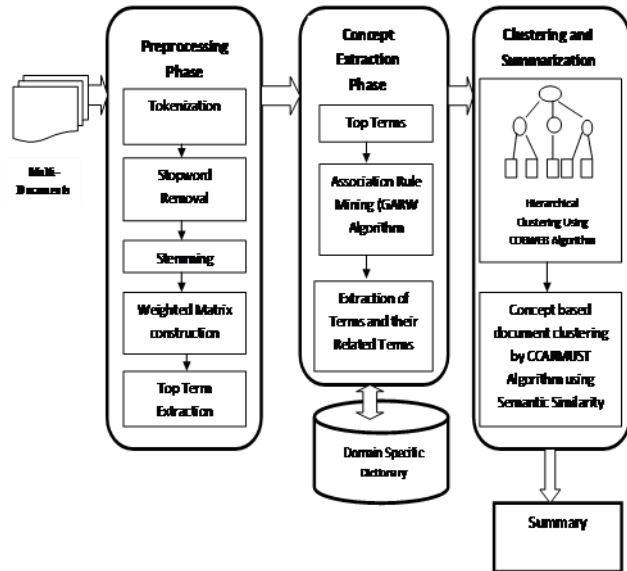 Multi-
Documents
Preprocessing
Phase
Tokenization
Stopword
Removal
Stemming
Weighted Matrix
construction
Top Term
Extraction
Concept
Extraction
Phase
Top Terms
Association Rule
Mining (GARW
Algorithm
Extraction of
Terms and their
Related Terms
Domain Specific
Dictionary
Clustering and
Summarization
Hierarchical
Clustering Using
COBWEB Algorithm
Concept based
document clustering
by CCARMUST
Algorithm using
Semantic Similarity
Summary